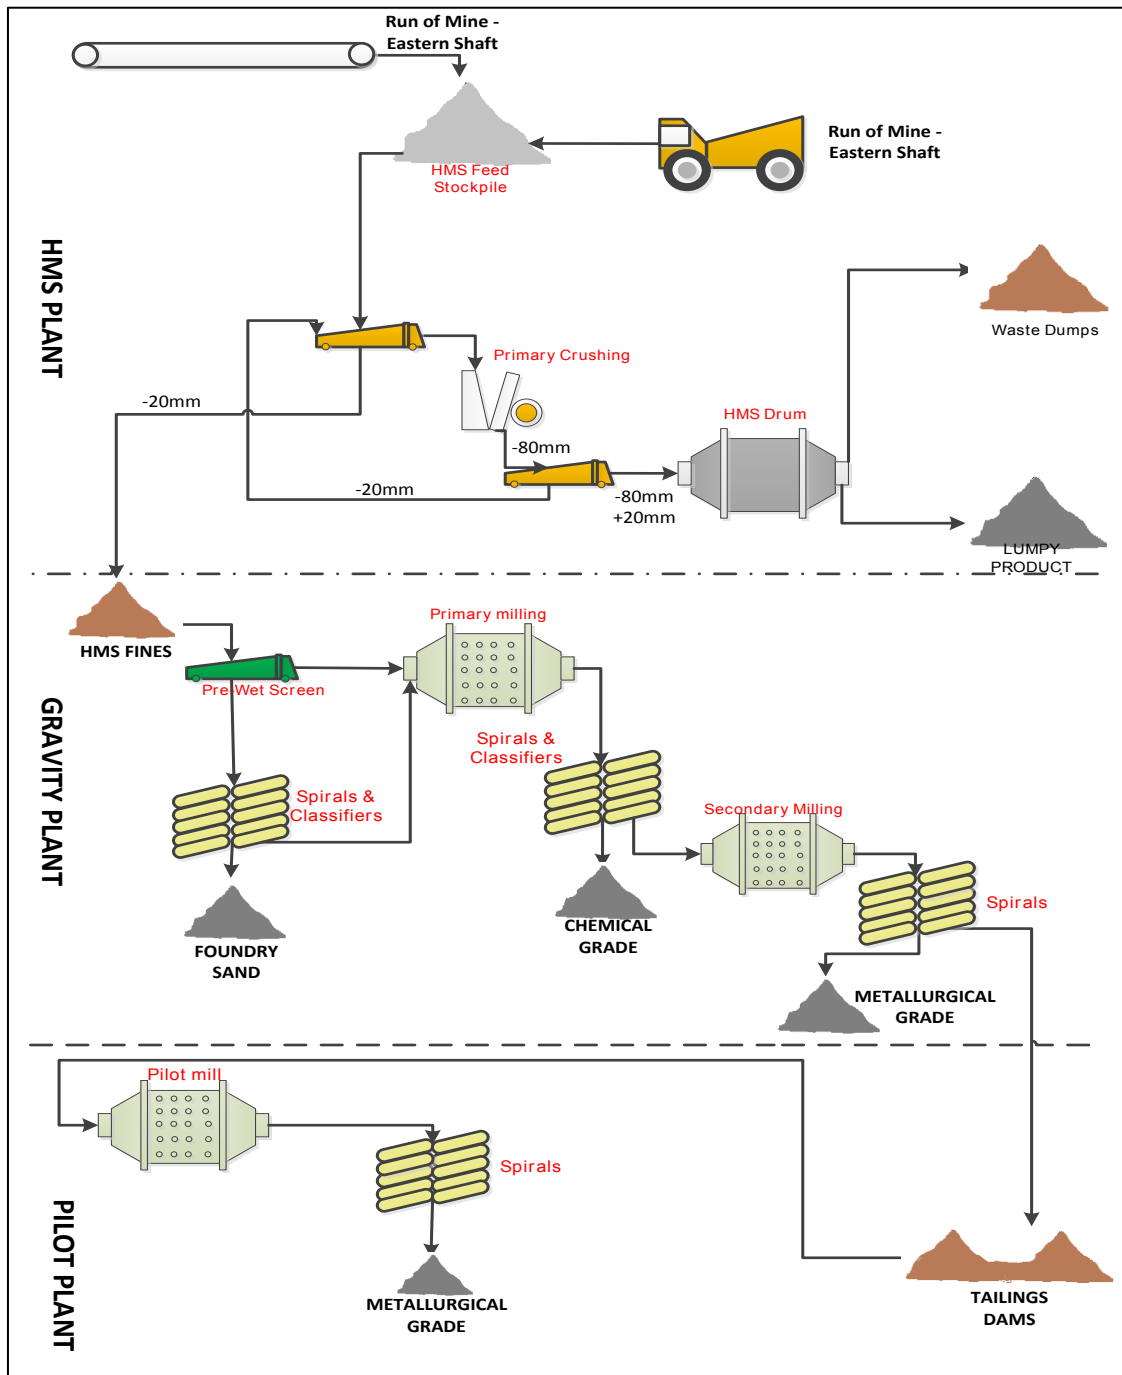 Run of Mine -
Eastern Shaft
Run of Mine -
Eastern Shaft
HMS Feed
Stockpile
HMS PLANT
Waste Dumps
Primary Crushing
-20mm
HMS Drum
-80mm
-20mm
-80mm
+20mm
LUMPY
PRODUCT
GRAVITY PLANT
HMS FINES
Primary milling
Pre-Wet Screen
Spirals &
Classifiers
Spirals &
Classifiers
Secondary Milling
Spirals
FOUNDRY
SAND
CHEMICAL
GRADE
METALLURGICAL
GRADE
PILOT PLANT
Pilot mill
Spirals
METALLURGICAL
GRADE
TAILINGS
DAMS